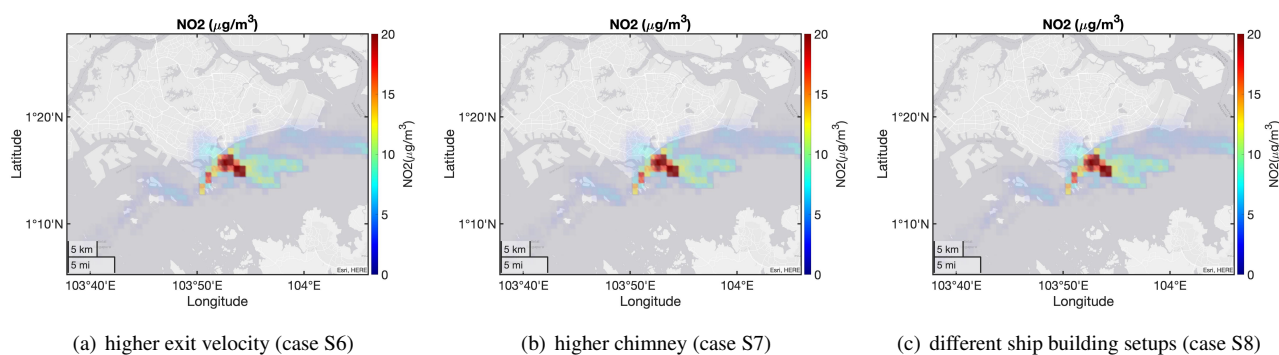 NO2 (μg/m³)
1°20'N
1°10'N
Latitude
103°40'E
103°50'E
104°E
Longitude
5 km
5 mi
Esri, HERE
20
15
10
5
0
NO2(μg/m³)
(a) higher exit velocity (case S6)
NO2 (μg/m³)
1°20'N
1°10'N
Latitude
103°40'E
103°50'E
104°E
Longitude
5 km
5 mi
Esri, HERE
20
15
10
5
0
NO2(μg/m³)
(b) higher chimney (case S7)
NO2 (μg/m³)
1°20'N
1°10'N
Latitude
103°40'E
103°50'E
104°E
Longitude
5 km
5 mi
Esri, HERE
20
15
10
5
0
NO2(μg/m³)
(c) different ship building setups (case S8)